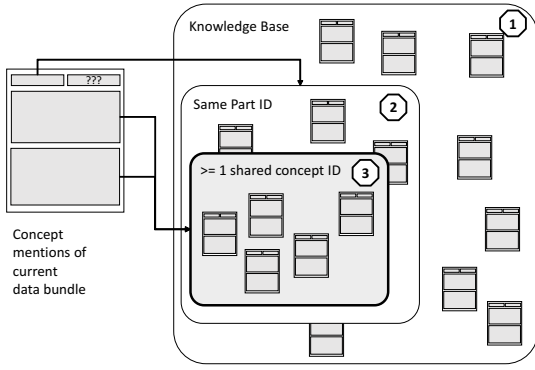 Knowledge Base
1
???
Same Part ID
2
>= 1 shared concept ID
3
Concept
mentions of
current
data bundle